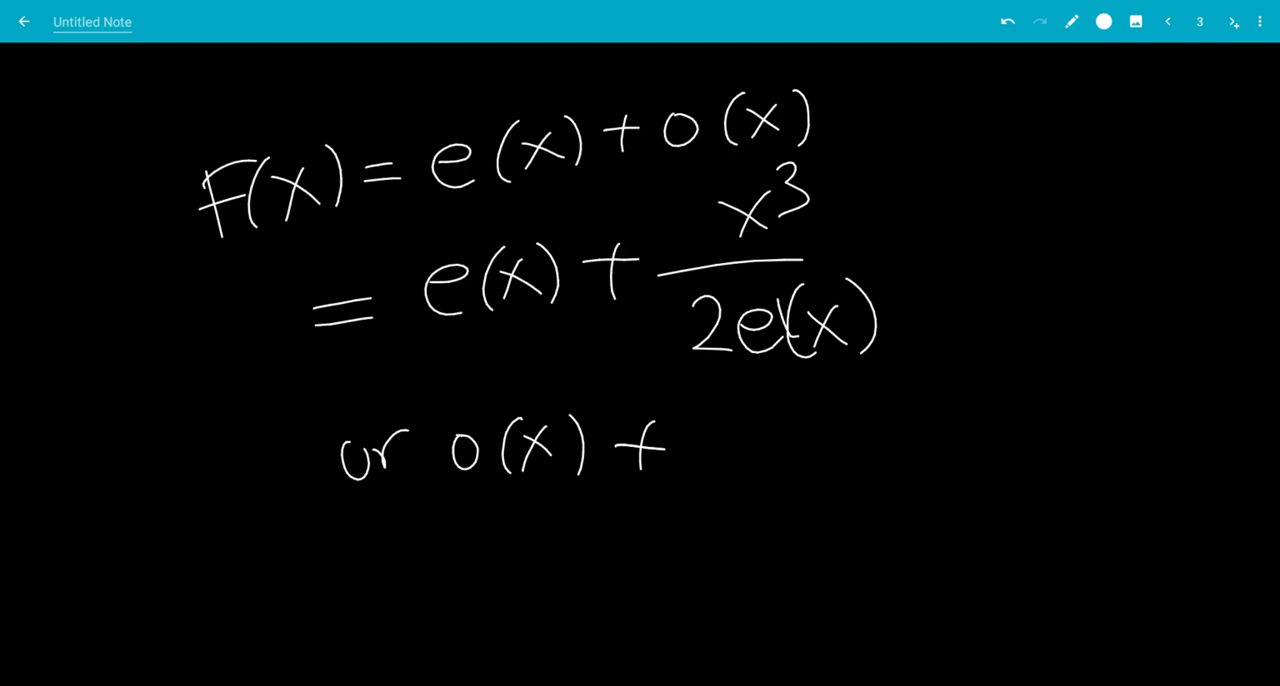 Untitled Note 3
F(x) = e(x) + o(x)
= e(x) + x³/2e(x)
or o(x) +